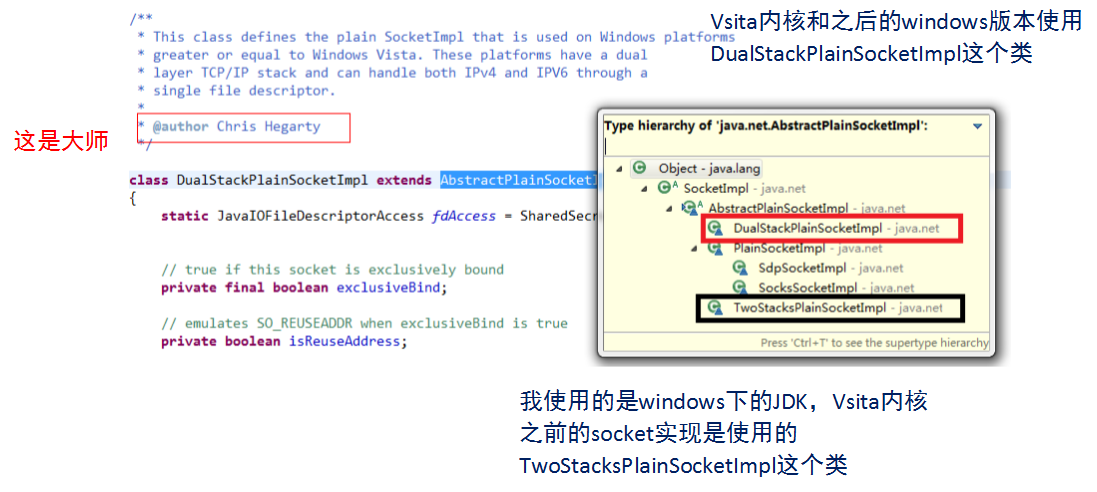 /**
 * This class defines the plain SocketImpl that is used on Windows platforms
 * greater or equal to Windows Vista. These platforms have a dual
 * layer TCP/IP stack and can handle both IPv4 and IPV6 through a
 * single file descriptor.
 *
 * @author Chris Hegarty
 */
这是大师
Vsita内核和之后的windows版本使用
DualStackPlainSocketImpl这个类
class DualStackPlainSocketImpl extends AbstractPlainSocketI
{
static JavaIOFileDescriptorAccess fdAccess = SharedSecr
// true if this socket is exclusively bound
private final boolean exclusiveBind;
// emulates SO_REUSEADDR when exclusiveBind is true
private boolean isReuseAddress;
Type hierarchy of 'java.net.AbstractPlainSocketImpl':
Object - java.lang
SocketImpl - java.net
AbstractPlainSocketImpl - java.net
DualStackPlainSocketImpl - java.net
PlainSocketImpl - java.net
SdpSocketImpl - java.net
SocksSocketImpl - java.net
TwoStacksPlainSocketImpl - java.net
Press 'Ctrl+T' to see the supertype hierarchy
我使用的是windows下的JDK，Vsita内核
之前的socket实现是使用的
TwoStacksPlainSocketImpl这个类